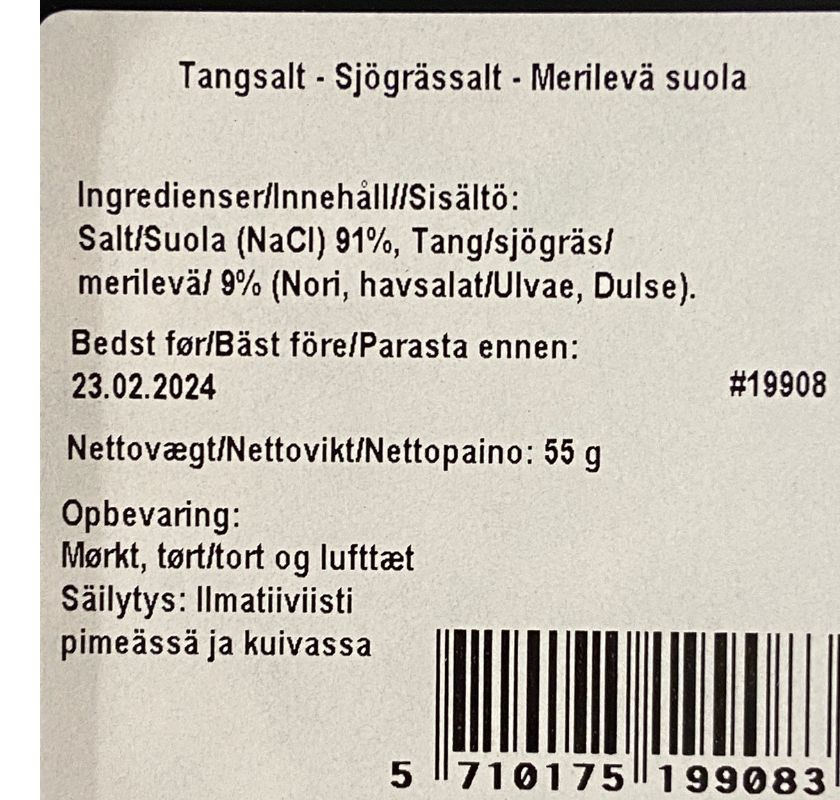 Tangsalt - Sjögrässalt - Merilevä suola
Ingredienser/Innehåll//Sisältö:
Salt/Suola (NaCl) 91%, Tang/sjögräs/
merilevä/ 9% (Nori, havsalat/Ulvae, Dulse).
Bedst før/Bäst före/Parasta ennen:
23.02.2024 #19908
Nettovægt/Nettovikt/Nettopaino: 55 g
Opbevaring:
Mørkt, tørt/tort og lufttæt
Säilytys: Ilmatiiviisti
pimeässä ja kuivassa
5 710175 199083